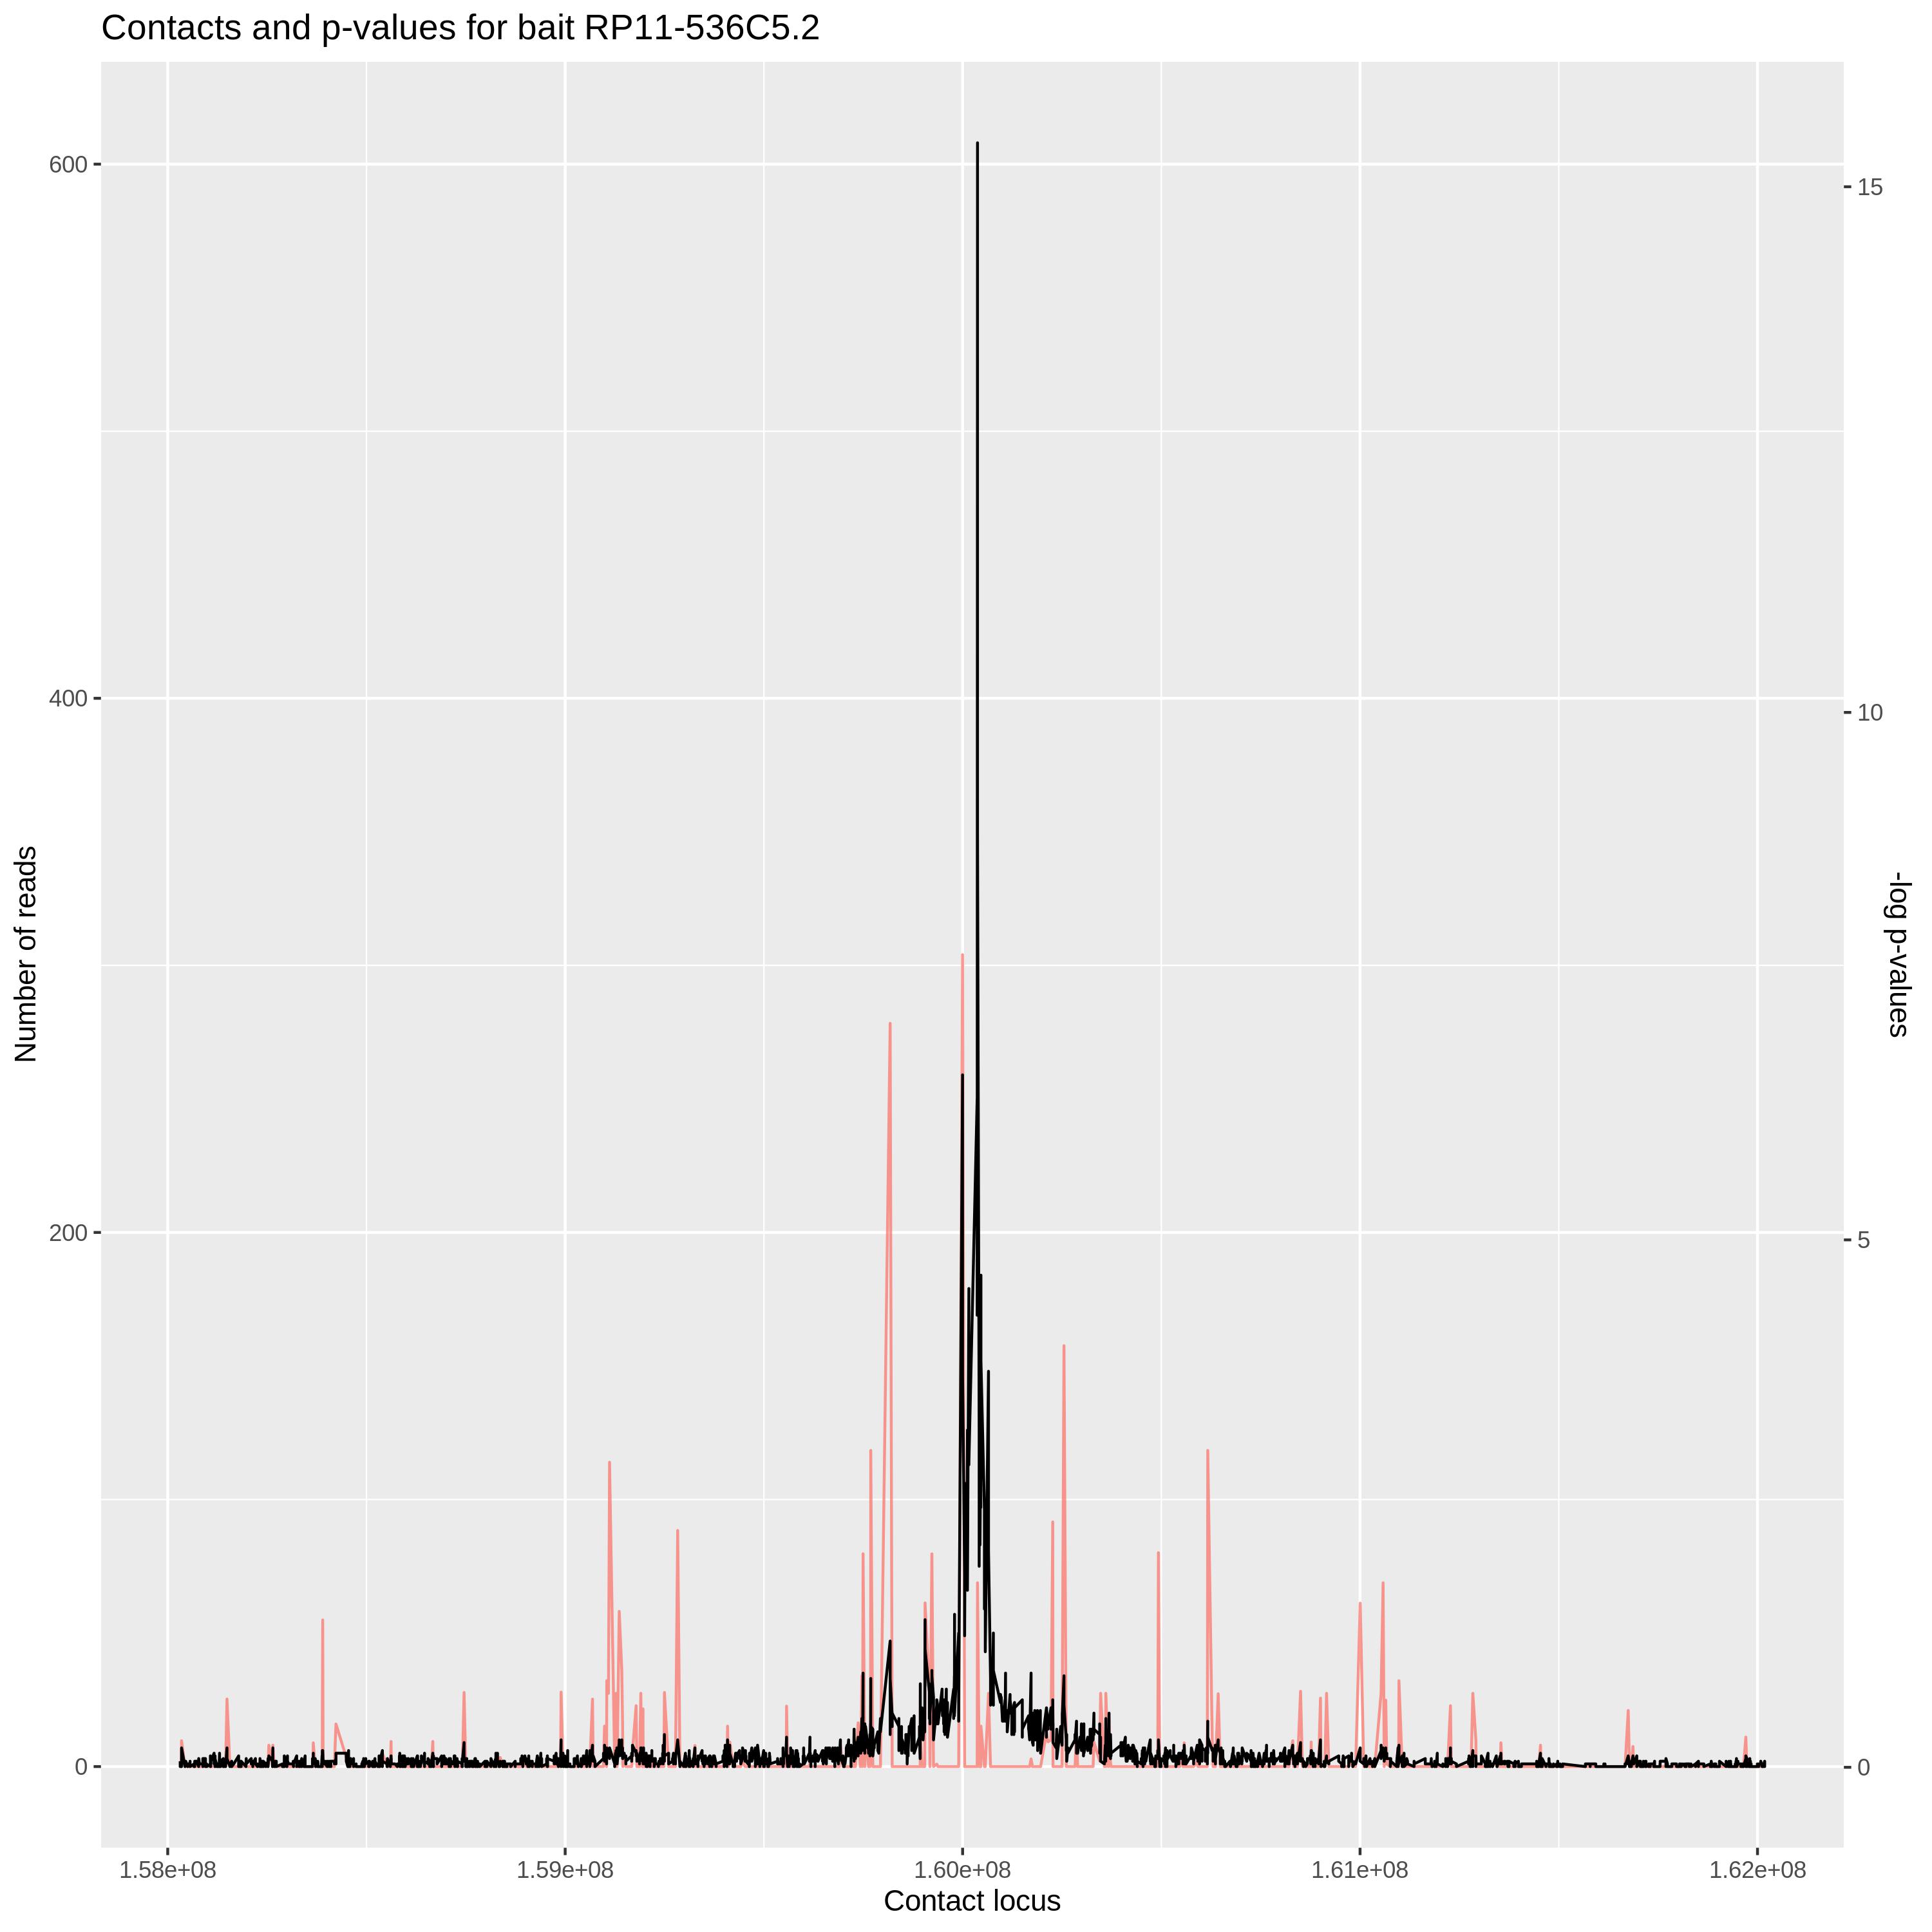 Contacts and p-values for bait RP11-536C5.2
600
400
200
0
Number of reads
15
10
5
0
-log p-values
1.58e+08
1.59e+08
1.60e+08
1.61e+08
1.62e+08
Contact locus